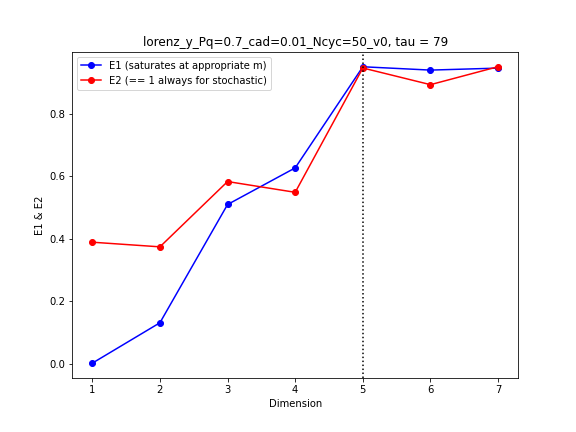 lorenz_y_Pq=0.7_cad=0.01_Ncyc=50_v0, tau = 79
E1 (saturates at appropriate m)
E2 (== 1 always for stochastic)
E1 & E2
0.8
0.6
0.4
0.2
0.0
1 2 3 4 5 6 7
Dimension